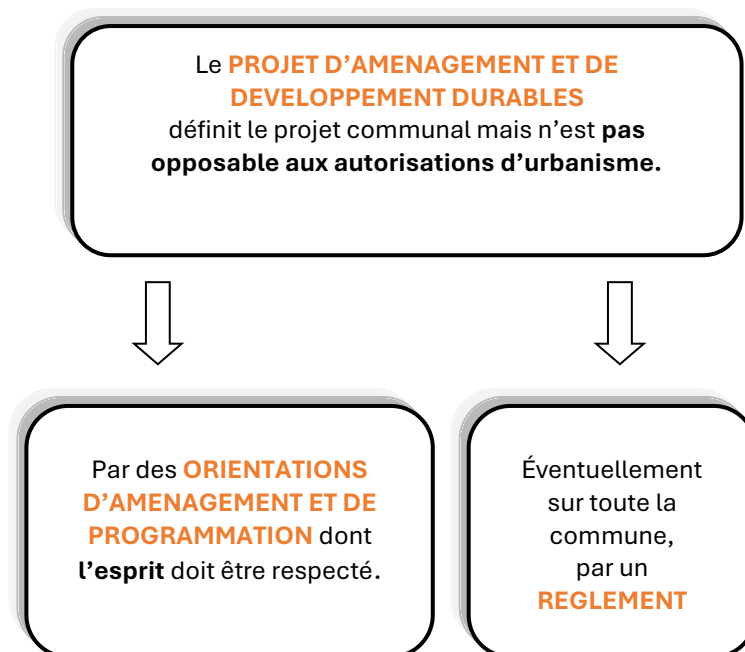 Le PROJET D’AMENAGEMENT ET DE
DEVELOPPEMENT DURABLES
définit le projet communal mais n’est pas
opposable aux autorisations d’urbanisme.
Par des ORIENTATIONS
D’AMENAGEMENT ET DE
PROGRAMMATION dont
l’esprit doit être respecté.
Éventuellement
sur toute la
commune,
par un
REGLEMENT